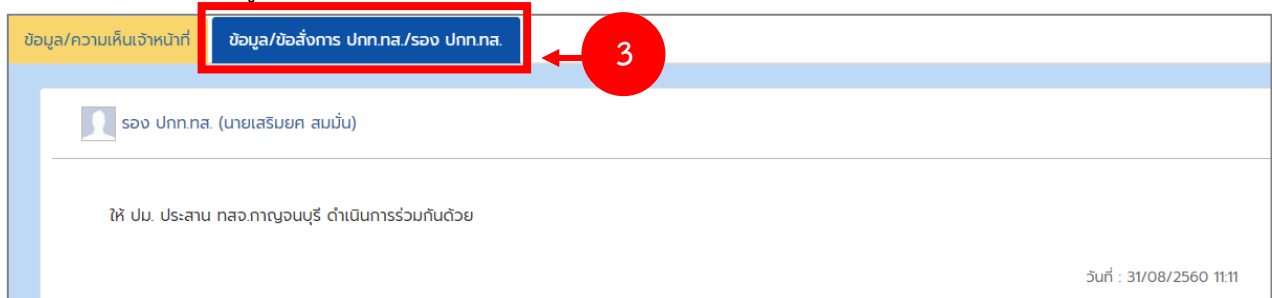 ข้อมูล/ความเห็นเจ้าหน้าที่ ข้อมูล/ข้อสั่งการ ปกท.ทส./รอง ปกท.ทส.
3
รอง ปกท.ทส. (นายเสริมยศ สมมั่น)
ให้ ปม. ประสาน ทสจ.กาญจนบุรี ดำเนินการร่วมกันด้วย
วันที่ : 31/08/2560 11:11